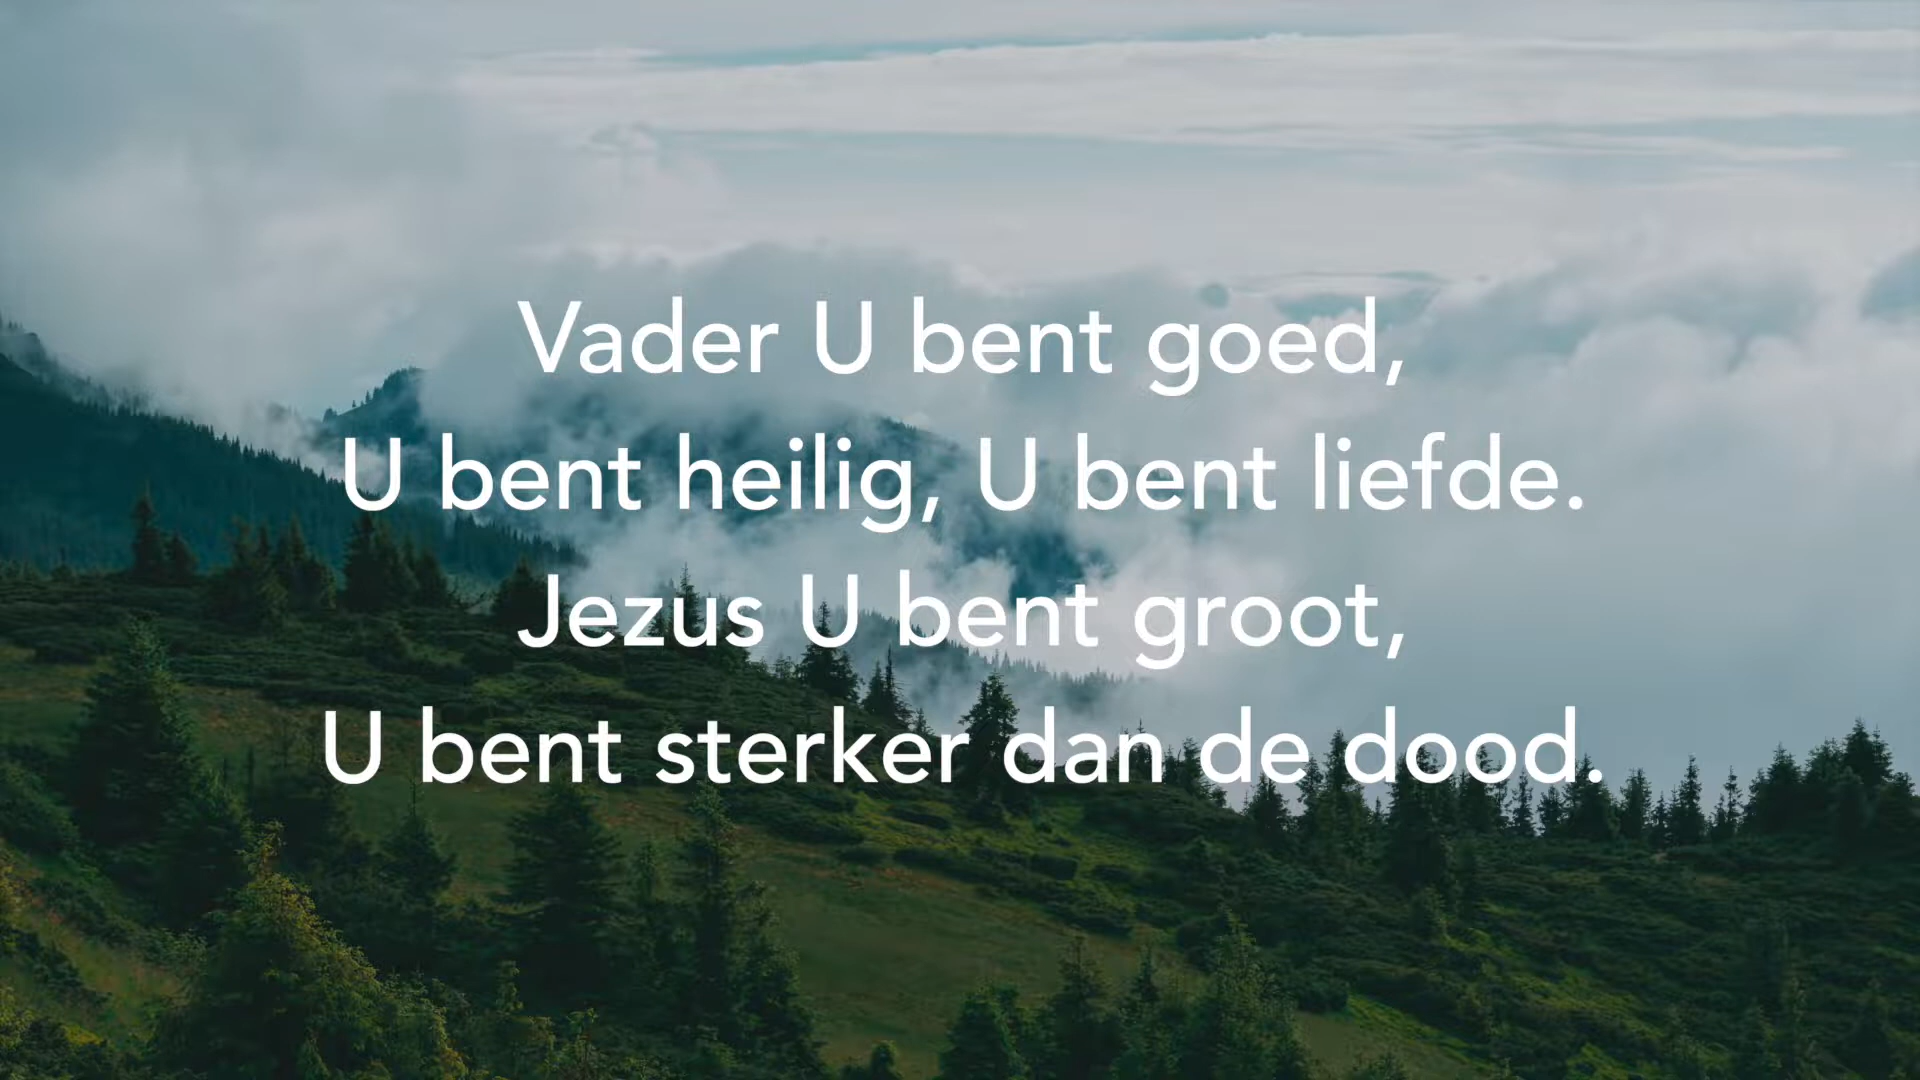 Vader U bent goed,
U bent heilig, U bent liefde.
Jezus U bent groot,
U bent sterker dan de dood.